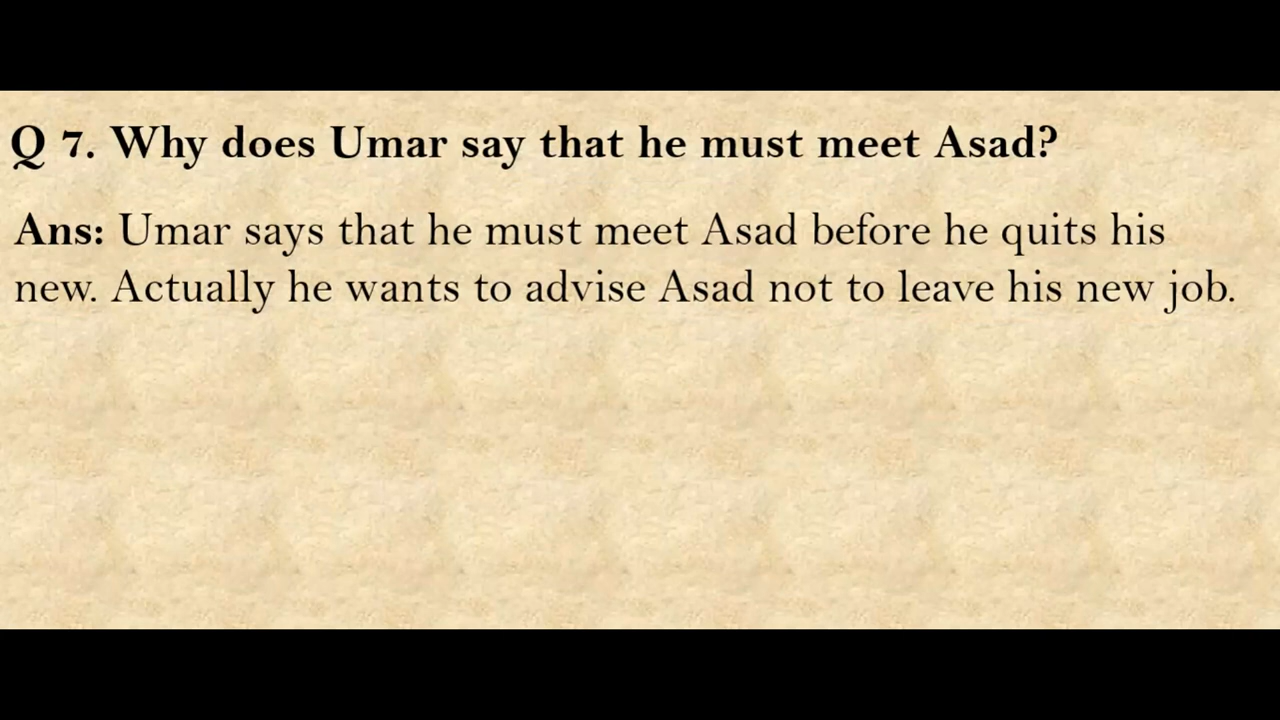 Q 7. Why does Umar say that he must meet Asad?
Ans: Umar says that he must meet Asad before he quits his
new. Actually he wants to advise Asad not to leave his new job.